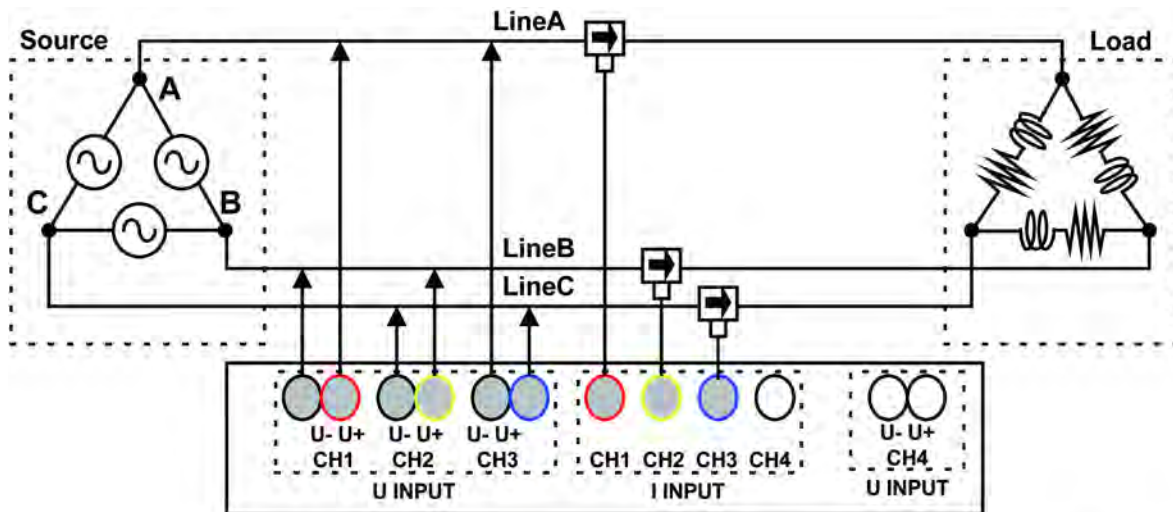 LineA
Source
Load
A
C
B
LineB
LineC
U- U+ U- U+ U- U+
CH1 CH2 CH3
U INPUT
CH1 CH2 CH3 CH4
I INPUT
U- U+
CH4
U INPUT